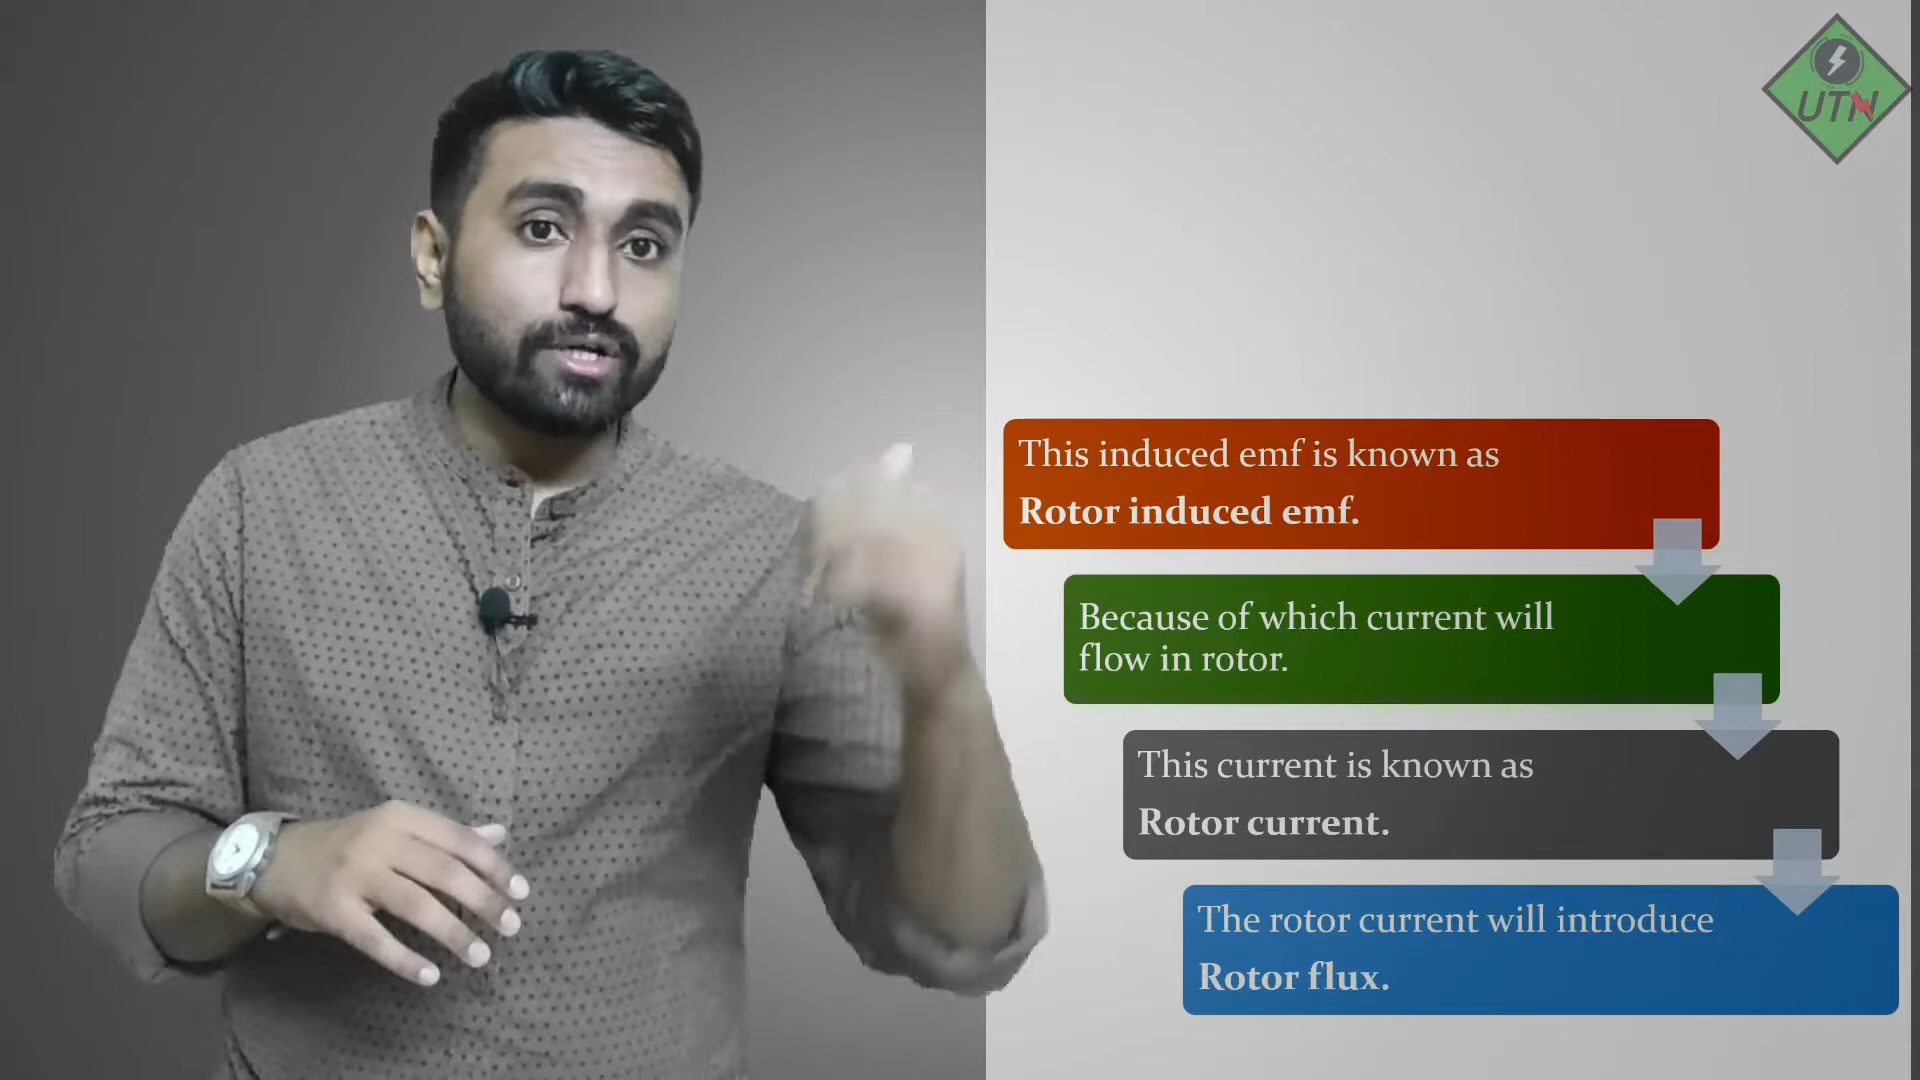 UTN
This induced emf is known as
Rotor induced emf.
Because of which current will
flow in rotor.
This current is known as
Rotor current.
The rotor current will introduce
Rotor flux.